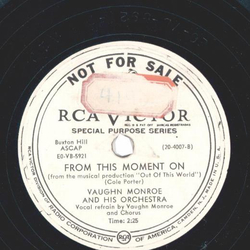 NOT FOR SALE
RCA VICTOR
SPECIAL PURPOSE SERIES
Buxton Hill
ASCAP
E0-VB-5921
(20-4007-B)
FROM THIS MOMENT ON
(from the musical production "Out Of This World")
(Cole Porter)
VAUGHN MONROE
AND HIS ORCHESTRA
Vocal refrain by Vaughn Monroe
and Chorus
Time: 2:25
RCA